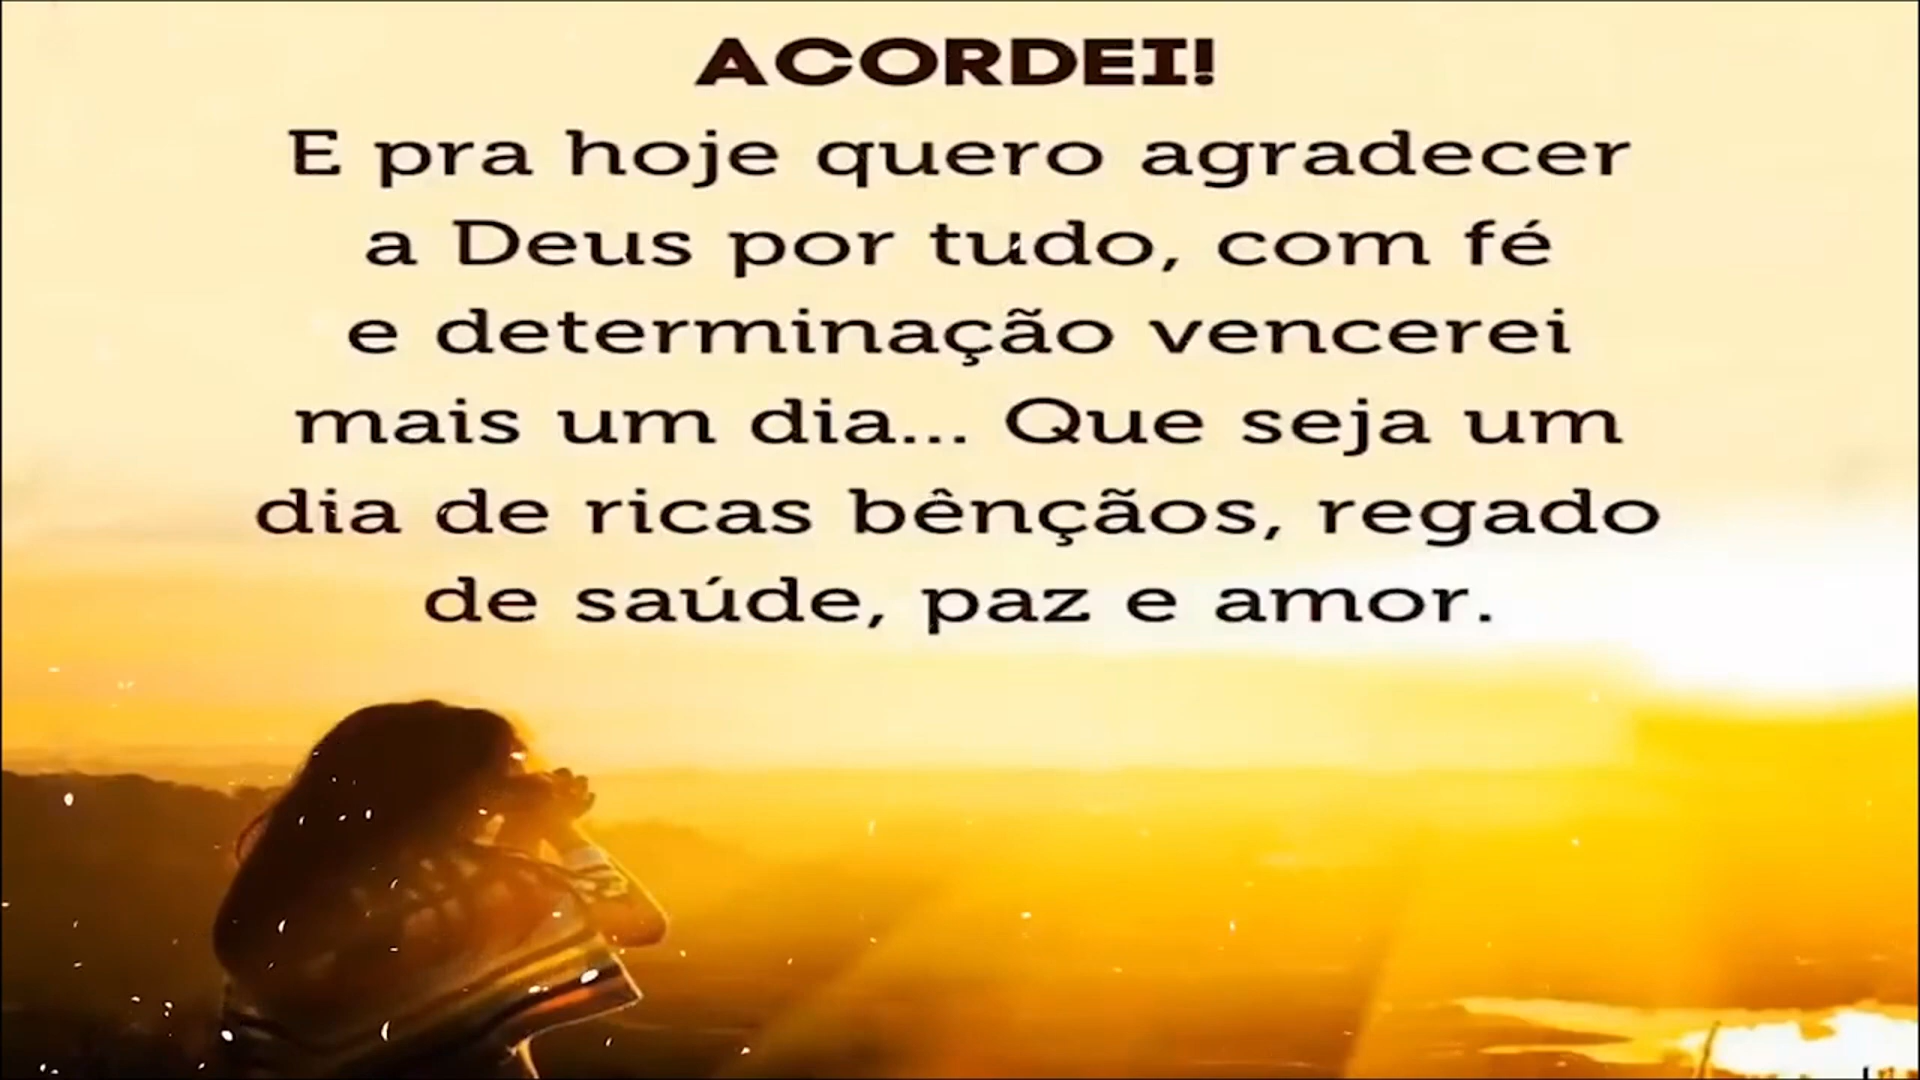 ACORDEI!
E pra hoje quero agradecer
a Deus por tudo, com fé
e determinação vencerei
mais um dia... Que seja um
dia de ricas bênçãos, regado
de saúde, paz e amor.